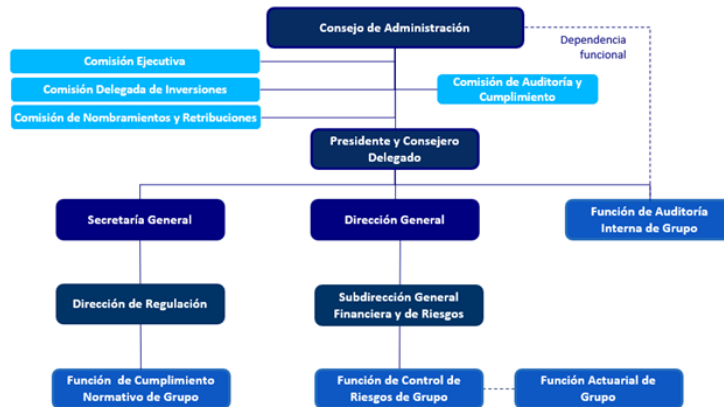 Consejo de Administración
Dependencia
funcional
Comisión Ejecutiva
Comisión Delegada de Inversiones
Comisión de Auditoría y
Cumplimiento
Comisión de Nombramientos y Retribuciones
Presidente y Consejero
Delegado
Secretaría General
Dirección General
Función de Auditoría
Interna de Grupo
Dirección de Regulación
Subdirección General
Financiera y de Riesgos
Función de Cumplimiento
Normativo de Grupo
Función de Control de
Riesgos de Grupo
Función Actuarial de
Grupo